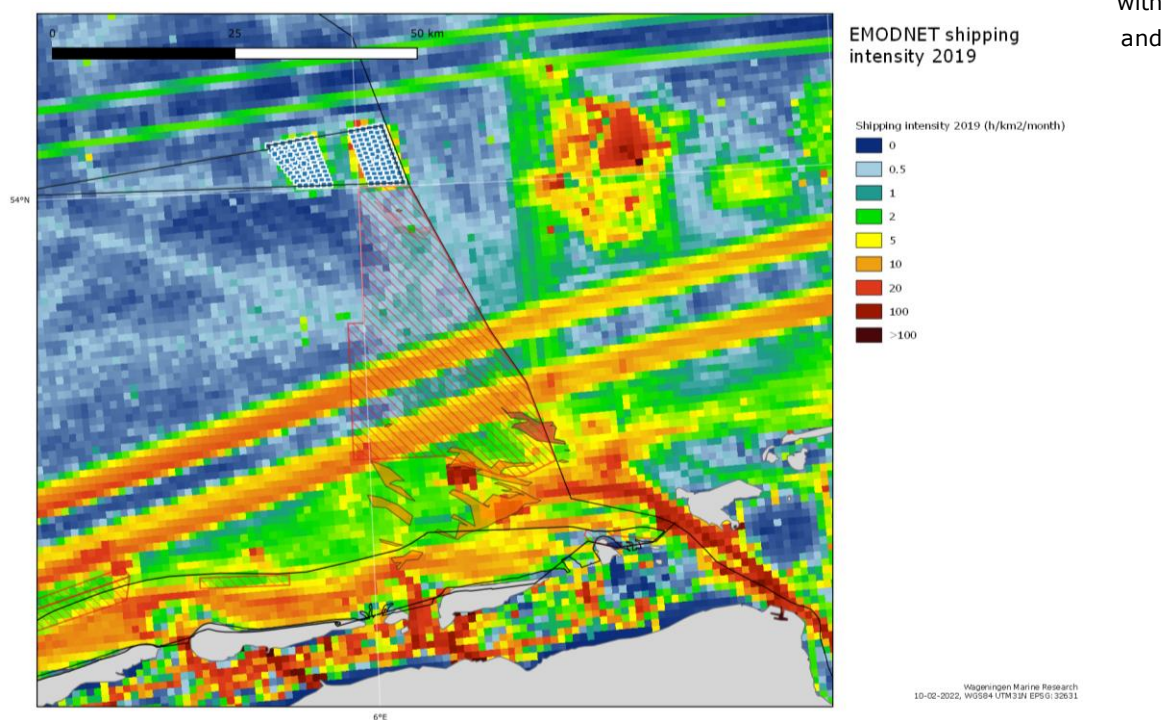 with
and
0 25 50 km
EMODNET shipping
intensity 2019
Shipping intensity 2019 (h/km2/month)
0
0.5
1
2
5
10
20
100
>100
54°N
6°E
Wageningen Marine Research
10-02-2022, WGS84 UTM31N EPSG: 32631